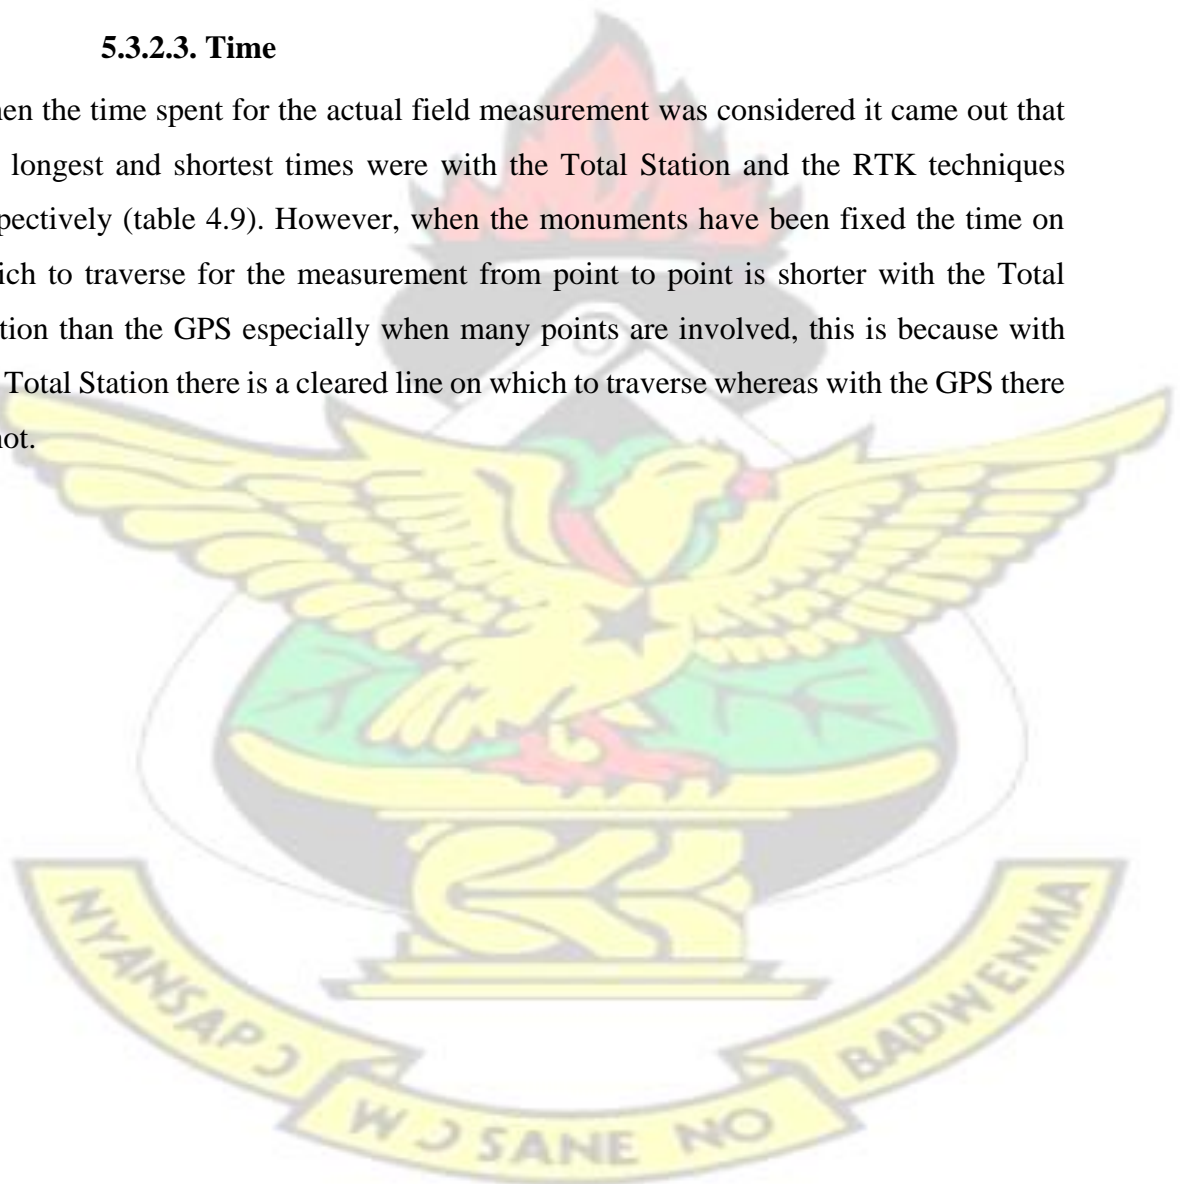 5.3.2.3. Time
en the time spent for the actual field measurement was considered it came out that
longest and shortest times were with the Total Station and the RTK techniques
pectively (table 4.9). However, when the monuments have been fixed the time on
ich to traverse for the measurement from point to point is shorter with the Total
tion than the GPS especially when many points are involved, this is because with
Total Station there is a cleared line on which to traverse whereas with the GPS there
not.
NYANSAPƆ
WƆSANE NO
BADWENMA